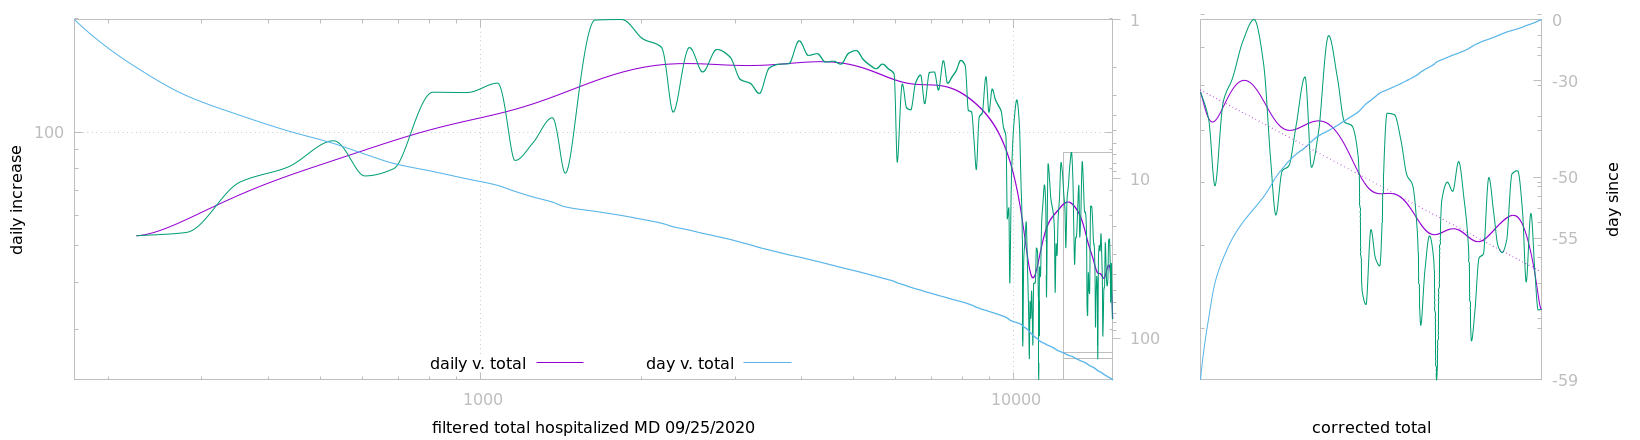 daily increase
100
daily v. total
day v. total
1000
10000
filtered total hospitalized MD 09/25/2020
1
10
100
corrected total
0
-30
-50
-55
-59
day since